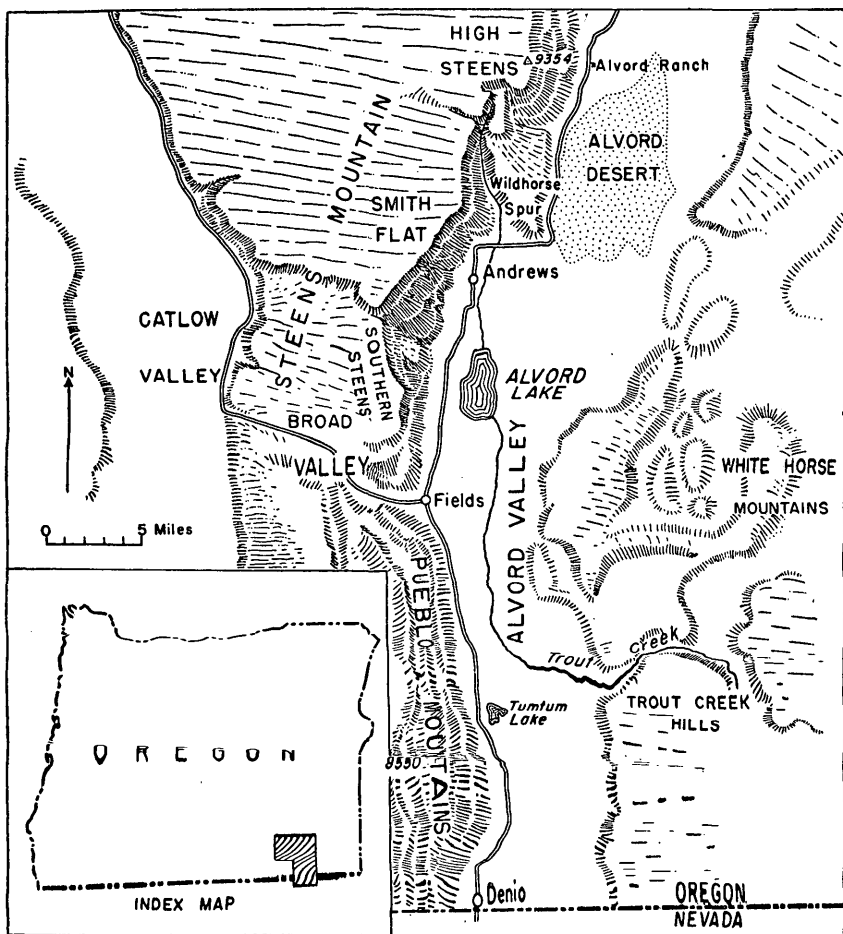 HIGH
STEENS
9354
Alvord Ranch
ALVORD
DESERT
MOUNTAIN
SMITH
FLAT
Wildhorse
Spur
Andrews
STEENS
CATLOW
VALLEY
SOUTHERN
STEENS
ALVORD
LAKE
N
BROAD
VALLEY
ALVORD VALLEY
WHITE HORSE
MOUNTAINS
Fields
0 5 Miles
PUEBLO
MOUNTAINS
Trout Creek
TROUT CREEK
HILLS
Tumtum
Lake
OREGON
INDEX MAP
Denio
OREGON
NEVADA